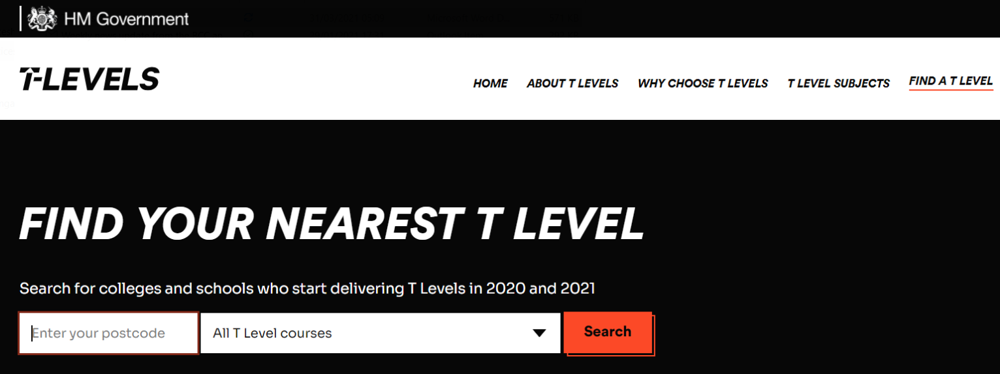 HM Government
T-LEVELS
HOME ABOUT T LEVELS WHY CHOOSE T LEVELS T LEVEL SUBJECTS FIND A T LEVEL
FIND YOUR NEAREST T LEVEL
Search for colleges and schools who start delivering T Levels in 2020 and 2021
Enter your postcode All T Level courses Search